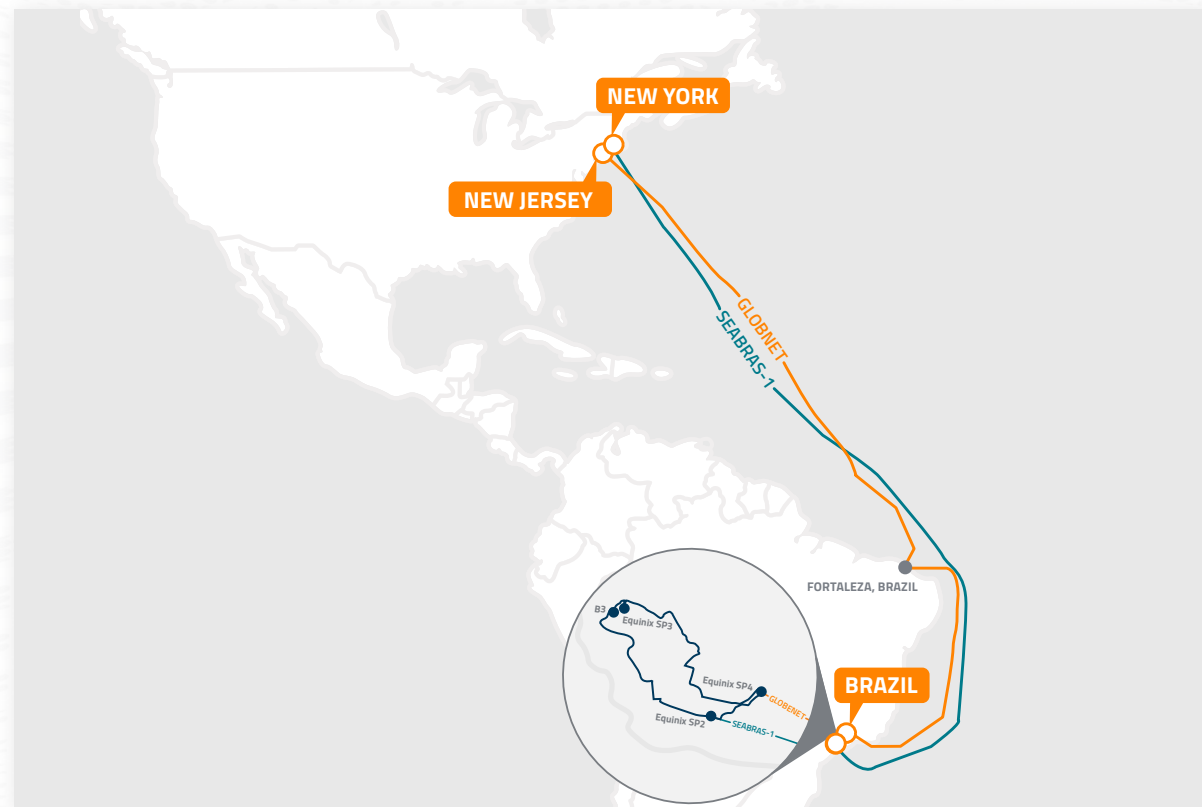 NEW YORK
NEW JERSEY
GLOBNET
SEABRAS-1
FORTALEZA, BRAZIL
B3
Equinix SP3
Equinix SP4
GLOBENET
Equinix SP2
SEABRAS-1
BRAZIL